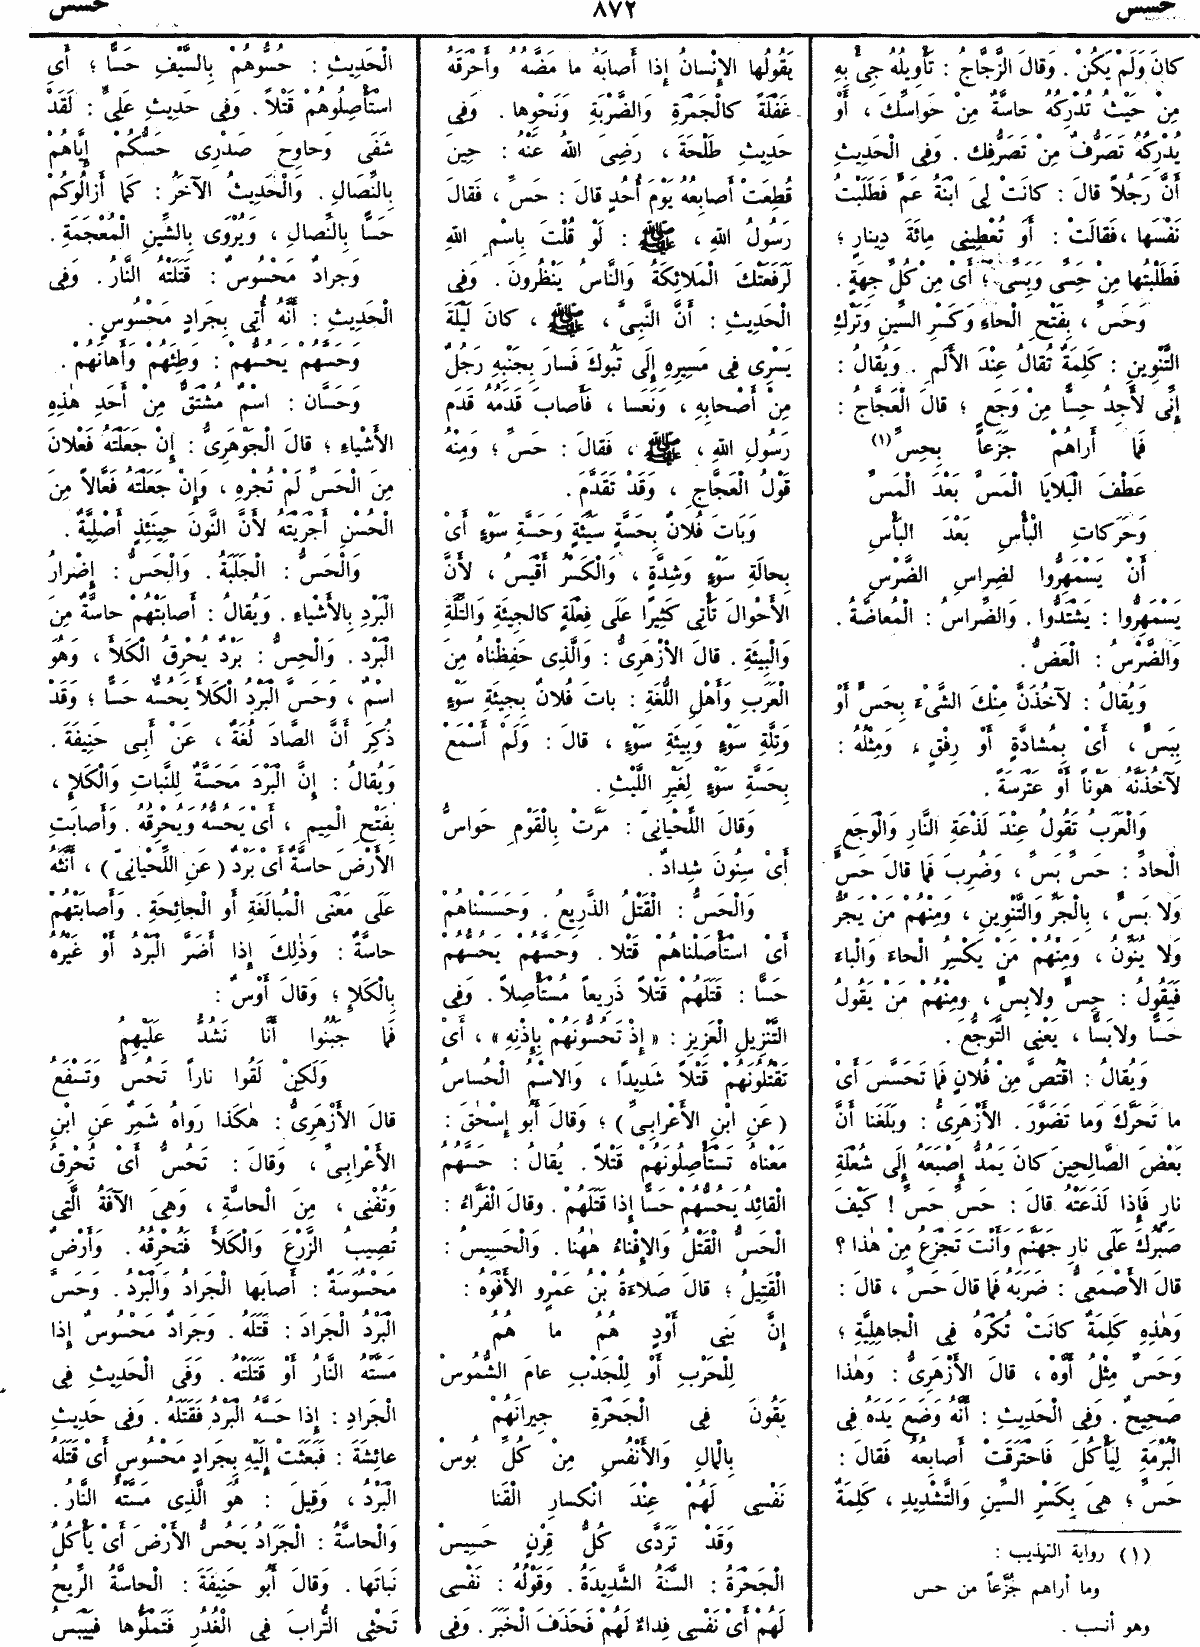 حسس
٨٧٢
حسس
كانَ وَلَمْ يَكُنْ . وَقالَ الزَّجَّاجُ : تَأْوِيلُهُ جِئْ بِهِ
مِنْ حَيْثُ تُدْرِكُهُ حاسَّةٌ مِنْ حَواسِّكَ ، أَوْ
يُدْرِكُهُ تَصَرُّفٌ مِنْ تَصَرُّفِكَ . وَفِى الْحَدِيثِ
أَنَّ رَجُلاً قالَ : كانَتْ لِىَ ابْنَةُ عَمٍّ فَطَلَبْتُ
نَفْسَها ، فَقالَتْ : أَوَ تُعْطِينِى مِائَةَ دِينارٍ ؛
فَطَلَبْتُها مِنْ حَسِّى وَبَسِّى ؛ أَىْ مِنْ كُلِّ جِهَةٍ .
وَحَسِّ ، بِفَتْحِ الْحاءِ وَكَسْرِ السِّينِ وَتَرْكِ
التَّنْوِينِ : كَلِمَةٌ تُقالُ عِنْدَ الأَلَمِ . وَيُقالُ :
إِنِّى لأَجِدُ حِسًّا مِنْ وَجَعٍ ؛ قالَ الْعَجَّاجُ :
فَما أَراهُمْ جَزَعاً بِحِسِّ (١)
عَطْفَ الْبَلايَا الْمَسَّ بَعْدَ الْمَسِّ
وَحَرَكاتِ الْبَأْسِ بَعْدَ الْبَأْسِ
أَنْ يَسْمَهِرُّوا لِضِراسِ الضَّرْسِ
يَسْمَهِرُّوا : يَشْتَدُّوا . وَالضِّراسُ : الْمُعاضَّةُ .
وَالضَّرْسُ : الْعَضُّ .
وَيُقالُ : لَآخُذَنَّ مِنْكَ الشَّىْءَ بِحَسٍّ أَوْ
بِبَسٍّ ، أَىْ بِمُشادَّةٍ أَوْ رِفْقٍ ، وَمِثْلُهُ :
لَآخُذَنَّهُ هَوْناً أَوْ عَتْرَسَةً .
وَالْعَرَبُ تَقُولُ عِنْدَ لَذْعَةِ النَّارِ وَالْوَجَعِ
الْحادِّ : حَسِّ بَسِّ ، وَضُرِبَ فَما قالَ حَسٍّ
وَلا بَسٍّ ، بِالْجَرِّ وَالتَّنْوِينِ ، وَمِنْهُمْ مَنْ يَجُرُّ
وَلا يُنَوِّنُ ، وَمِنْهُمْ مَنْ يَكْسِرُ الْحاءَ وَالْباءَ
فَيَقُولُ : حِسٍّ وَلابِسٍّ ، وَمِنْهُمْ مَنْ يَقُولُ
حَسًّا وَلابَسًّا ، يَعْنِى التَّوَجُّعَ .
وَيُقالُ : اقْتُصَّ مِنْ فُلانٍ فَما تَحَسَّسَ أَىْ
ما تَحَرَّكَ وَما تَضَوَّرَ . الأَزْهَرِىُّ : وَبَلَغَنا أَنَّ
بَعْضَ الصَّالِحِينَ كانَ يَمُدُّ إِصْبَعَهُ إِلَى شُعْلَةِ
نارٍ فَإِذا لَذَعَتْهُ قالَ : حَسِّ حَسِّ ! كَيْفَ
صَبْرُكَ عَلَى نارِ جَهَنَّمَ وَأَنْتَ تَجْزَعُ مِنْ هٰذا ؟
قالَ الأَصْمَعِىُّ : ضَرَبَهُ فَما قالَ حَسِّ ، قالَ :
وَهٰذِهِ كَلِمَةٌ كانَتْ تُكْرَهُ فِى الْجاهِلِيَّةِ ؛
وَحَسِّ مِثْلُ أَوَّهْ ، قالَ الأَزْهَرِىُّ : وَهٰذا
صَحِيحٌ . وَفِى الْحَدِيثِ : أَنَّهُ وَضَعَ يَدَهُ فِى
الْبُرْمَةِ لِيَأْكُلَ فَاحْتَرَقَتْ أَصابِعُهُ فَقالَ :
حَسِّ ؛ هِىَ بِكَسْرِ السِّينِ وَالتَّشْدِيدِ ، كَلِمَةٌ
(١) رواية التهذيب :
وما أراهم جُزَّعاً من حس
وهو أنسب .
يَقُولُها الإِنْسانُ إِذا أَصابَهُ ما مَضَّهُ وَأَحْرَقَهُ
غَفْلَةً كالْجَمْرَةِ وَالضَّرْبَةِ وَنَحْوِها . وَفِى
حَدِيثِ طَلْحَةَ ، رَضِىَ اللهُ عَنْهُ : حِينَ
قُطِعَتْ أَصابِعُهُ يَوْمَ أُحُدٍ قالَ : حَسِّ ، فَقالَ
رَسُولُ اللهِ ، ﷺ : لَوْ قُلْتَ بِاسْمِ اللهِ
لَرَفَعَتْكَ الْمَلائِكَةُ وَالنَّاسُ يَنْظُرُونَ . وَفِى
الْحَدِيثِ : أَنَّ النَّبِىَّ ، ﷺ ، كانَ لَيْلَةَ
يَسْرِى فِى مَسِيرِهِ إِلَى تَبُوكَ فَسارَ بِجَنْبِهِ رَجُلٌ
مِنْ أَصْحابِهِ ، وَنَعسا ، فَأَصابَ قَدَمُهُ قَدَمَ
رَسُولِ اللهِ ، ﷺ ، فَقالَ : حَسِّ ؛ وَمِنْهُ
قَوْلُ الْعَجَّاجِ ، وَقَدْ تَقَدَّمَ .
وَباتَ فُلانٌ بِحَسَّةِ سَيِّئَةٍ وَحَسَّةِ سَوْءٍ أَىْ
بِحالَةِ سَوْءٍ وَشِدَّةٍ ، وَالْكَسْرُ أَقْيَسُ ، لأَنَّ
الأَحْوالَ تَأْتِى كَثِيرًا عَلَى فِعْلَةٍ كالْجِيئَةِ وَالتِّلَّةِ
وَالْبِيئَةِ . قالَ الأَزْهَرِىُّ : وَالَّذِى حَفِظْناهُ مِنَ
الْعَرَبِ وَأَهْلِ اللُّغَةِ : باتَ فُلانٌ بِجِيئَةِ سَوْءٍ
وَتِلَّةِ سَوْءٍ وَبِيئَةِ سَوْءٍ ، قالَ : وَلَمْ أَسْمَعْ
بِحَسَّةِ سَوْءٍ لِغَيْرِ اللَّيْثِ .
وَقالَ اللِّحْيانِىُّ : مَرَّتْ بِالْقَوْمِ حَواسُّ
أَىْ سِنُونَ شِدادٌ .
وَالْحَسُّ : الْقَتْلُ الذَّرِيعُ . وَحَسَسْناهُمْ
أَىْ اسْتَأْصَلْناهُمْ قَتْلا . وَحَسَّهُمْ يَحُسُّهُمْ
حَسًّا : قَتَلَهُمْ قَتْلاً ذَرِيعاً مُسْتَأْصِلاً . وَفِى
التَّنْزِيلِ الْعَزِيزِ : « إِذْ تَحُسُّونَهُمْ بِإِذْنِهِ » ، أَىْ
تَقْتُلُونَهُمْ قَتْلاً شَدِيدًا ، وَالاسْمُ الْحُساسُ
( عَنِ ابْنِ الأَعْرابِىِّ ) ؛ وَقالَ أَبُو إِسْحٰقَ :
مَعْناهُ تَسْتَأْصِلُونَهُمْ قَتْلاً . يُقالُ : حَسَّهُمُ
الْقائِدُ يَحُسُّهُمْ حَسًّا إِذا قَتَلَهُمْ . وَقالَ الْفَرَّاءُ :
الْحَسُّ الْقَتْلُ وَالإِفْناءُ هٰهُنا . وَالْحَسِيسُ :
الْقَتِيلُ ؛ قالَ صَلاءَةُ بْنُ عَمْرٍو الأَفْوَهُ :
إِنَّ بَنِى أَوْدٍ هُمُ ما هُمُ
لِلْحَرْبِ أَوْ لِلْجَدْبِ عامَ الشُّمُوسْ
يَقُونَ فِى الْجَحْرَةِ جِيرانَهُمْ
بِالْمالِ وَالأَنْفُسِ مِنْ كُلِّ بُوسْ
نَفْسِى لَهُمْ عِنْدَ انْكِسارِ الْقَنا
وَقَدْ تَرَدَّى كُلُّ قِرْنٍ حَسِيسْ
الْجَحْرَةُ : السَّنَةُ الشَّدِيدَةُ . وَقَوْلُهُ : نَفْسِى
لَهُمْ أَىْ نَفْسِى فِداءٌ لَهُمْ فَحَذَفَ الْخَبَرَ . وَفِى
الْحَدِيثِ : حُسُّوهُمْ بِالسَّيْفِ حَسًّا ؛ أَى
اسْتَأْصِلُوهُمْ قَتْلاً . وَفِى حَدِيثِ عَلِىٍّ : لَقَدْ
شَفَى وَحاوِحَ صَدْرِى حَسُّكُمْ إِيَّاهُمْ
بِالنِّصَالِ . وَالْحَدِيثُ الآخَرُ : كَما أَزالُوكُمْ
حَسًّا بِالنِّصالِ ، وَيُرْوَى بِالشِّينِ الْمُعْجَمَةِ .
وَجَرادٌ مَحْسُوسٌ : قَتَلَتْهُ النَّارُ . وَفِى
الْحَدِيثِ : أَنَّهُ أُتِى بِجَرادٍ مَحْسُوسٍ .
وَحَسَّهُمْ يَحُسُّهُمْ : وَطِئَهُمْ وَأَهانَهُمْ .
وَحَسَّان : اسْمٌ مُشْتَقٌّ مِنْ أَحَدِ هٰذِهِ
الأَشْياءِ ؛ قالَ الْجَوْهَرِىُّ : إِنْ جَعَلْتَهُ فَعْلانَ
مِنَ الْحَسِّ لَمْ تُجْرِهِ ، وَإِنْ جَعَلْتَهُ فَعَّالاً مِنَ
الْحُسْنِ أَجْرَيْتَهُ لأَنَّ النُّونَ حِينَئِذٍ أَصْلِيَّةٌ .
وَالْحَسُّ : الْجَلَبَةُ . وَالْحَسُّ : إِضْرارُ
الْبَرْدِ بِالأَشْياءِ . وَيُقالُ : أَصابَتْهُمْ حاسَّةٌ مِنَ
الْبَرْدِ . وَالْحِسُّ : بَرْدٌ يُحْرِقُ الْكَلأَ ، وَهُوَ
اسْمٌ ، وَحَسَّ الْبَرْدُ الْكَلأَ يَحُسُّهُ حَسًّا ؛ وَقَدْ
ذُكِرَ أَنَّ الصَّادَ لُغَةٌ ، عَنْ أَبِى حَنِيفَةَ .
وَيُقالُ : إِنَّ الْبَرْدَ مَحَسَّةٌ لِلنَّباتِ وَالْكَلإِ ،
بِفَتْحِ الْمِيمِ ، أَىْ يَحُسُّهُ وَيَحْرِقُهُ . وَأَصابَتِ
الأَرْضَ حاسَّةٌ أَىْ بَرْدٌ ( عَنِ اللِّحْيانِىِّ ) ، أَنَّثَهُ
عَلَى مَعْنَى الْمُبالَغَةِ أَوِ الْجائِحَةِ . وَأَصابَتْهُمْ
حاسَّةٌ : وَذٰلِكَ إِذا أَضَرَّ الْبَرْدُ أَوْ غَيْرُهُ
بِالْكَلإِ ؛ وَقالَ أَوْسٌ :
فَما جَبُنُوا أَنَّا نَشُدُّ عَلَيْهِمُ
وَلكِنْ لَقُوا ناراً تَحُسُّ وَتَسْفَعُ
قالَ الأَزْهَرِىُّ : هٰكَذا رَواهُ شَمِرٌ عَنِ ابْنِ
الأَعْرابِىِّ ، وَقالَ : تَحُسُّ أَىْ تُحْرِقُ
وَتُفْنِى ، مِنَ الْحاسَّةِ ، وَهِىَ الآفَةُ الَّتِى
تُصِيبُ الزَّرْعَ وَالْكَلأَ فَتُحْرِقُهُ . وَأَرْضٌ
مَحْسُوسَةٌ : أَصابَها الْجَرادُ وَالْبَرْدُ . وَحَسَّ
الْبَرْدُ الْجَرادَ : قَتَلَهُ . وَجَرادٌ مَحْسُوسٌ إِذا
مَسَّتْهُ النَّارُ أَوْ قَتَلَتْهُ . وَفِى الْحَدِيثِ فِى
الْجَرادِ : إِذا حَسَّهُ الْبَرْدُ فَقَتَلَهُ . وَفِى حَدِيثِ
عائِشَةَ : فَبَعَثَتْ إِلَيْهِ بِجَرادٍ مَحْسُوسٍ أَىْ قَتَلَهُ
الْبَرْدُ ، وَقِيلَ : هُوَ الَّذِى مَسَّتْهُ النَّارُ .
وَالْحاسَّةُ : الْجَرَادُ يَحُسُّ الأَرْضَ أَىْ يَأْكُلُ
نَباتَها . وَقالَ أَبُو حَنِيفَةَ : الْحاسَّةُ الرِّيحُ
تَحْثِى التُّرابَ فِى الْغُدُرِ فَتَمْلَؤُها فَيَيْبَسُ